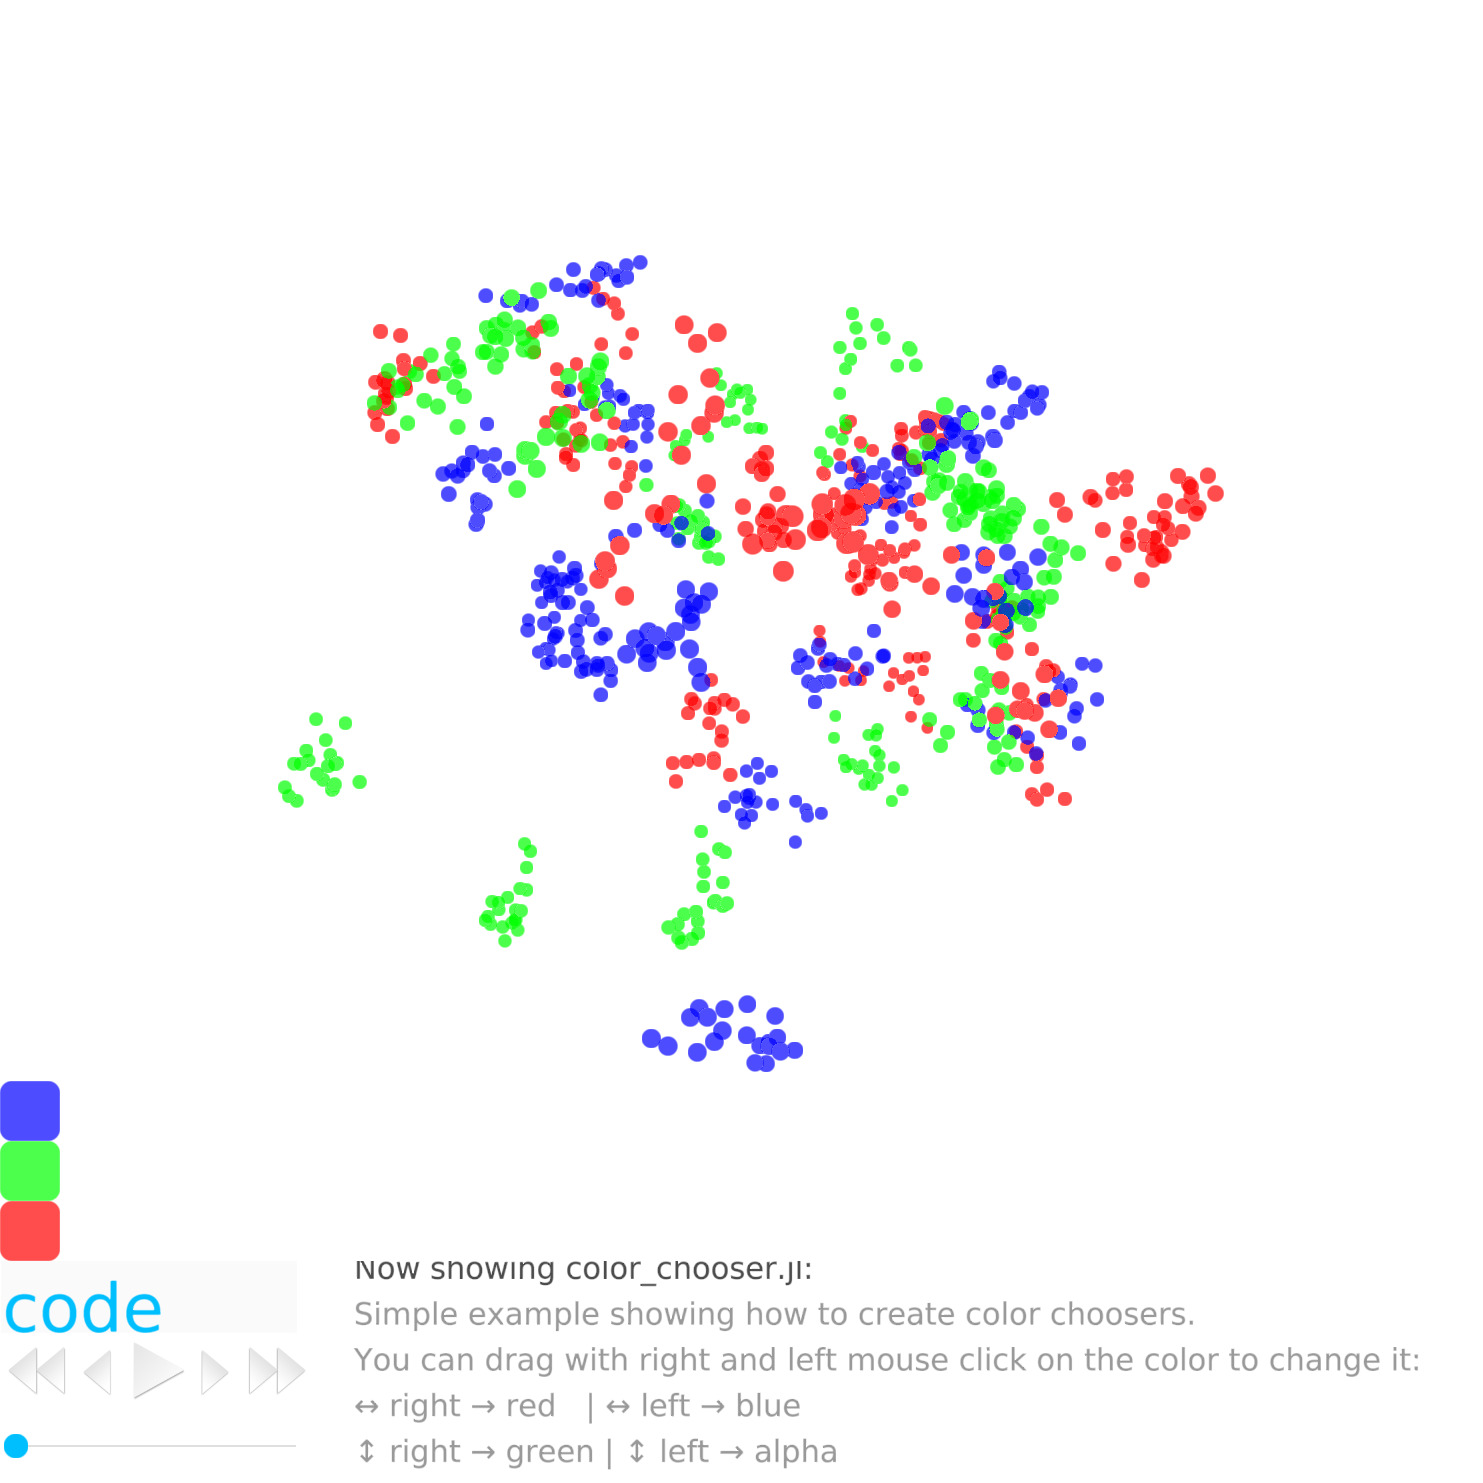 Now showing color_chooser.jl:
code
Simple example showing how to create color choosers.
You can drag with right and left mouse click on the color to change it:
↔ right → red | ↔ left → blue
↕ right → green | ↕ left → alpha